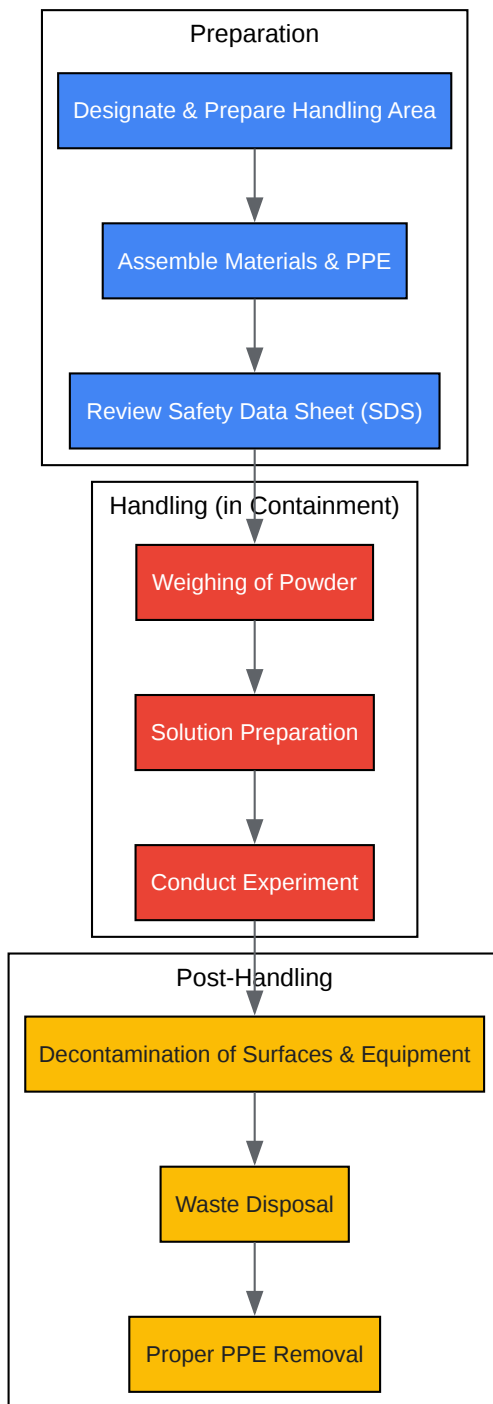 Preparation
Designate & Prepare Handling Area
Assemble Materials & PPE
Review Safety Data Sheet (SDS)
Handling (in Containment)
Weighing of Powder
Solution Preparation
Conduct Experiment
Post-Handling
Decontamination of Surfaces & Equipment
Waste Disposal
Proper PPE Removal